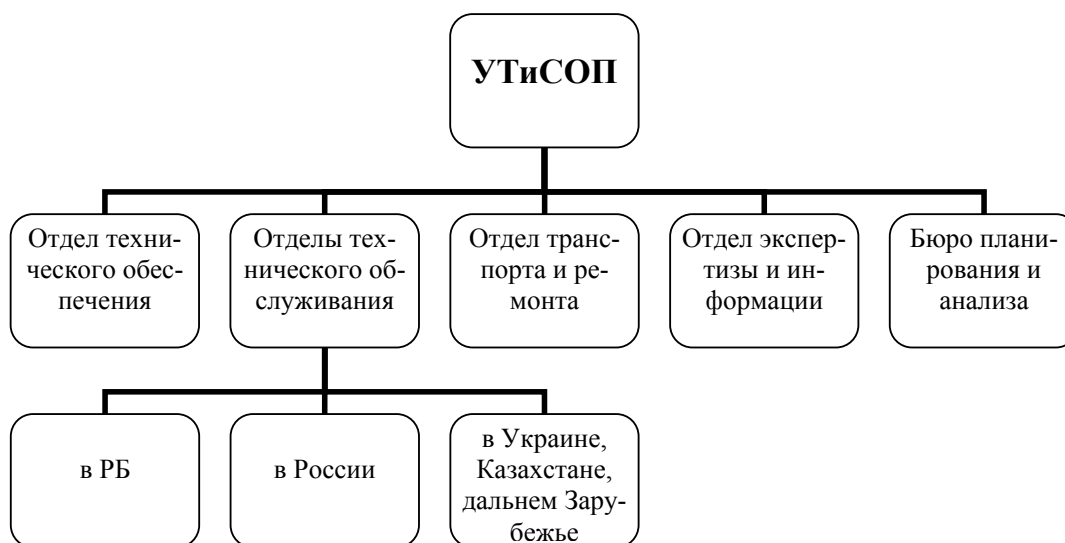 УТиСОП
Отдел техни-
ческого обес-
печения
Отделы тех-
нического об-
служивания
Отдел транс-
порта и ре-
монта
Отдел экспер-
тизы и ин-
формации
Бюро плани-
рования и
анализа
в РБ
в России
в Украине,
Казахстане,
дальнем Зару-
бежье